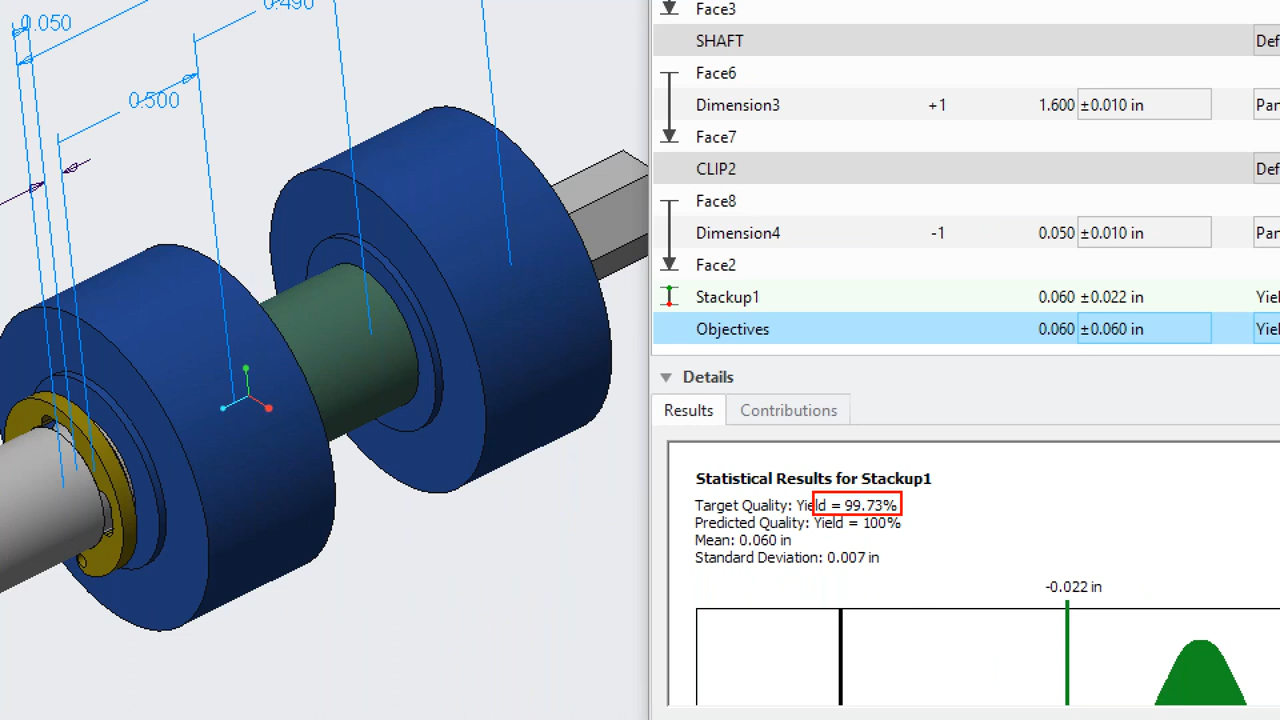 0.050
0.490
0.500
Face3
SHAFT Def
Face6
Dimension3 +1 1.600 ±0.010 in Par
Face7
CLIP2 Def
Face8
Dimension4 -1 0.050 ±0.010 in Par
Face2
Stackup1 0.060 ±0.022 in Yiel
Objectives 0.060 ±0.060 in Yiel
Details
Results Contributions
Statistical Results for Stackup1
Target Quality: Yield = 99.73%
Predicted Quality: Yield = 100%
Mean: 0.060 in
Standard Deviation: 0.007 in
-0.022 in